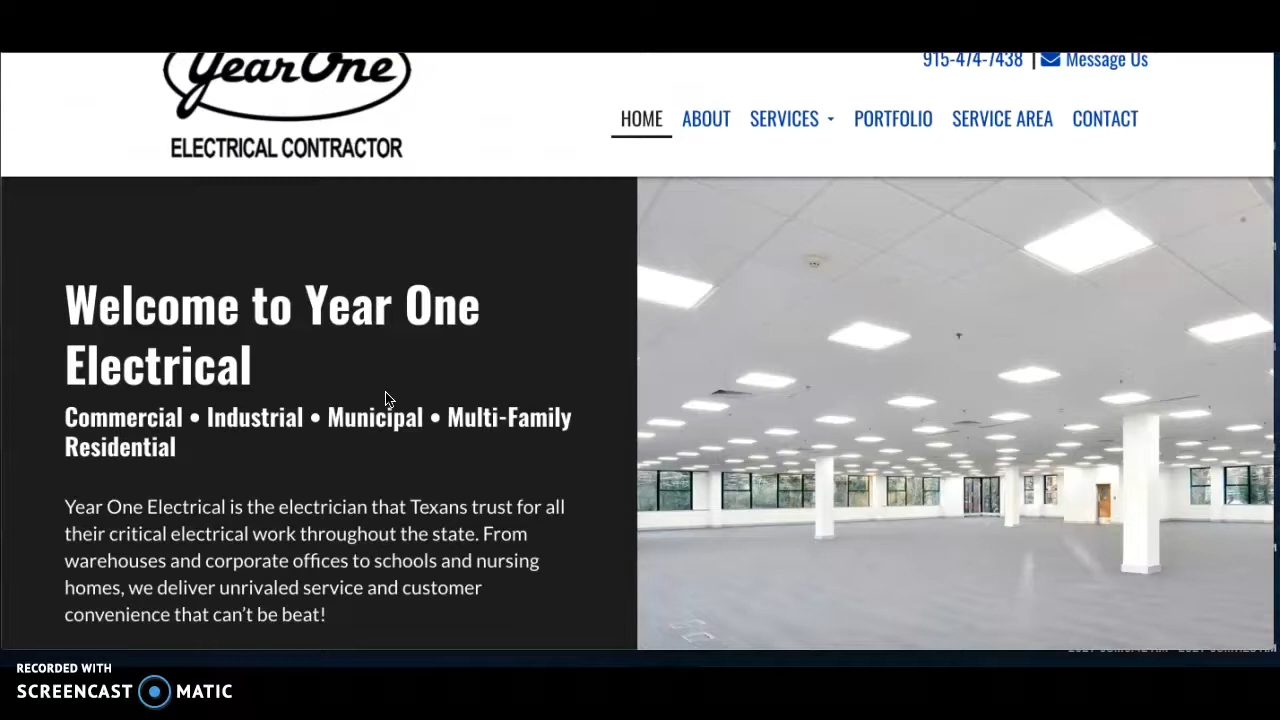 Year One
ELECTRICAL CONTRACTOR
915-474-7438 | Message Us
HOME ABOUT SERVICES PORTFOLIO SERVICE AREA CONTACT
Welcome to Year One
Electrical
Commercial • Industrial • Municipal • Multi-Family
Residential
Year One Electrical is the electrician that Texans trust for all
their critical electrical work throughout the state. From
warehouses and corporate offices to schools and nursing
homes, we deliver unrivaled service and customer
convenience that can't be beat!
RECORDED WITH
SCREENCAST MATIC